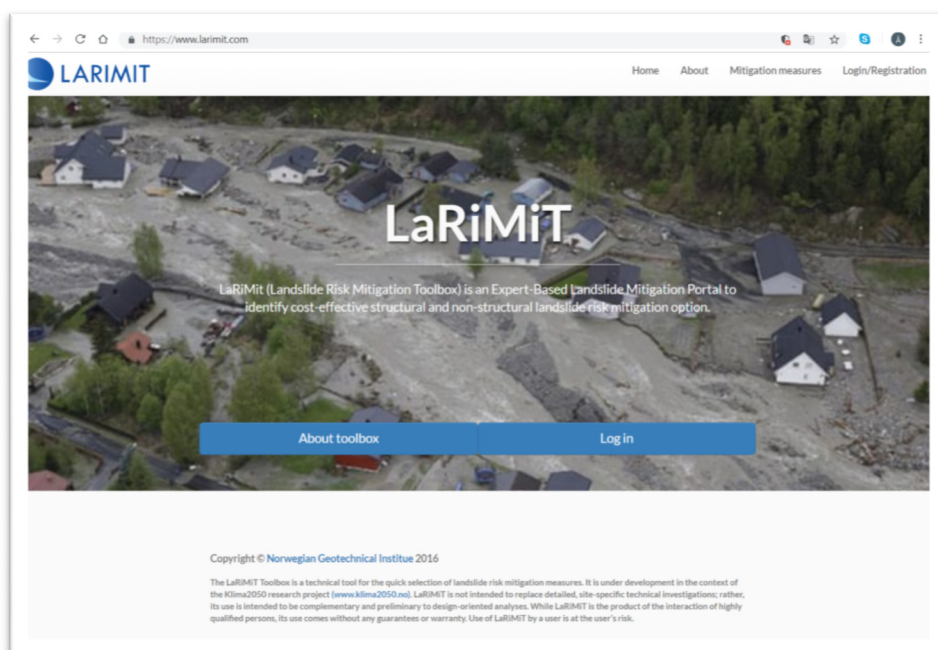 https://www.larimit.com
LARIMIT
Home About Mitigation measures Login/Registration
LaRiMiT
LaRiMit (Landslide Risk Mitigation Toolbox) is an Expert-Based Landslide Mitigation Portal to
identify cost-effective structural and non-structural landslide risk mitigation option.
About toolbox Log in
Copyright © Norwegian Geotechnical Institue 2016
The LaRiMiT Toolbox is a technical tool for the quick selection of landslide risk mitigation measures. It is under development in the context of
the Klima2050 research project (www.klima2050.no). LaRiMiT is not intended to replace detailed, site-specific technical investigations; rather,
its use is intended to be complementary and preliminary to design-oriented analyses. While LaRiMiT is the product of the interaction of highly
qualified persons, its use comes without any guarantees or warranty. Use of LaRiMiT by a user is at the user's risk.